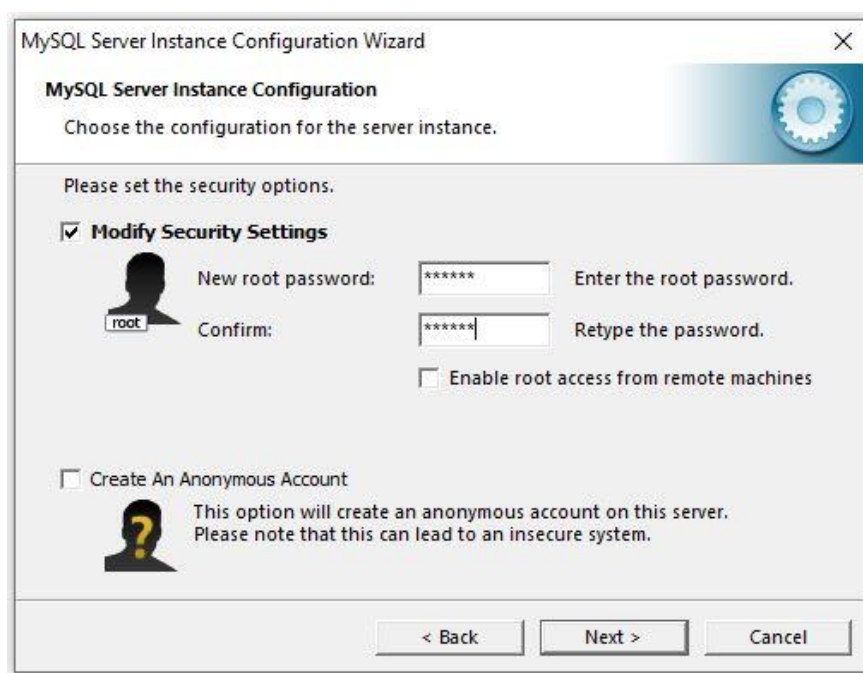 MySQL Server Instance Configuration Wizard
MySQL Server Instance Configuration
Choose the configuration for the server instance.
Please set the security options.
Modify Security Settings
New root password: ****** Enter the root password.
root
Confirm: ****** Retype the password.
Enable root access from remote machines
Create An Anonymous Account
This option will create an anonymous account on this server.
Please note that this can lead to an insecure system.
?
< Back Next > Cancel